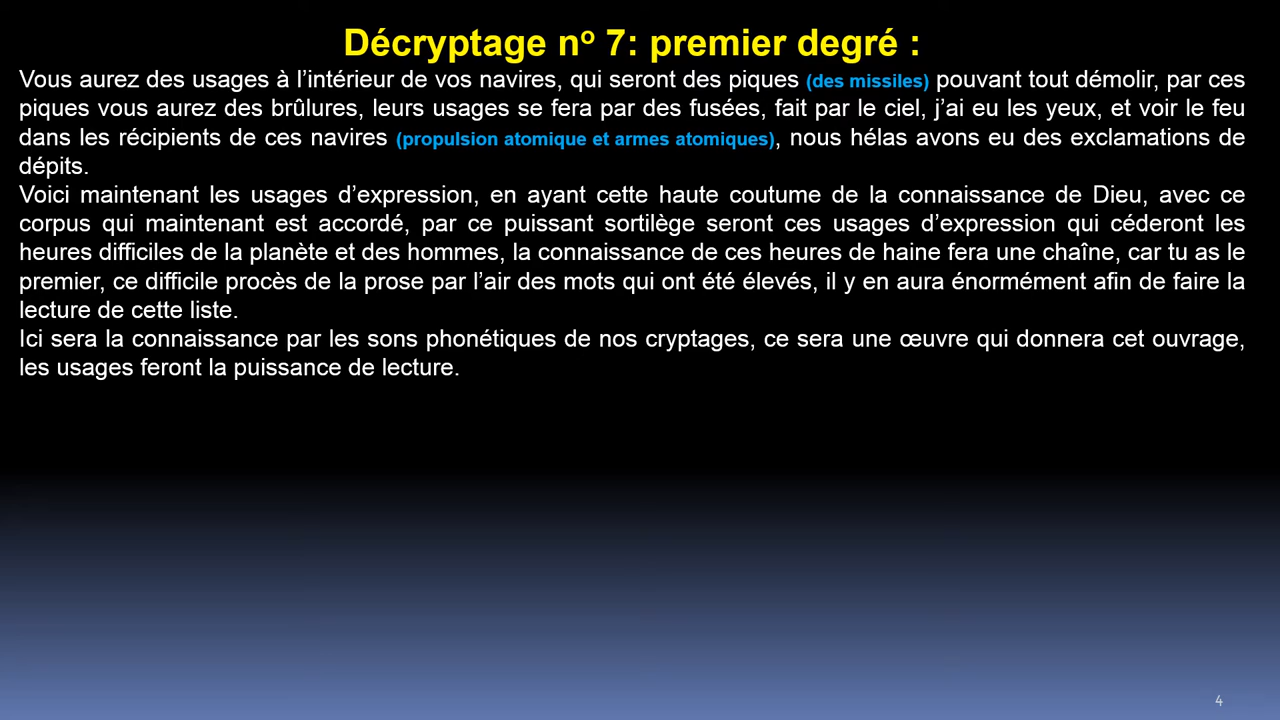 Décryptage nº 7: premier degré :
Vous aurez des usages à l’intérieur de vos navires, qui seront des piques (des missiles) pouvant tout démolir, par ces
piques vous aurez des brûlures, leurs usages se fera par des fusées, fait par le ciel, j’ai eu les yeux, et voir le feu
dans les récipients de ces navires (propulsion atomique et armes atomiques), nous hélas avons eu des exclamations de
dépits.
Voici maintenant les usages d’expression, en ayant cette haute coutume de la connaissance de Dieu, avec ce
corpus qui maintenant est accordé, par ce puissant sortilège seront ces usages d’expression qui céderont les
heures difficiles de la planète et des hommes, la connaissance de ces heures de haine fera une chaîne, car tu as le
premier, ce difficile procès de la prose par l’air des mots qui ont été élevés, il y en aura énormément afin de faire la
lecture de cette liste.
Ici sera la connaissance par les sons phonétiques de nos cryptages, ce sera une œuvre qui donnera cet ouvrage,
les usages feront la puissance de lecture.
4